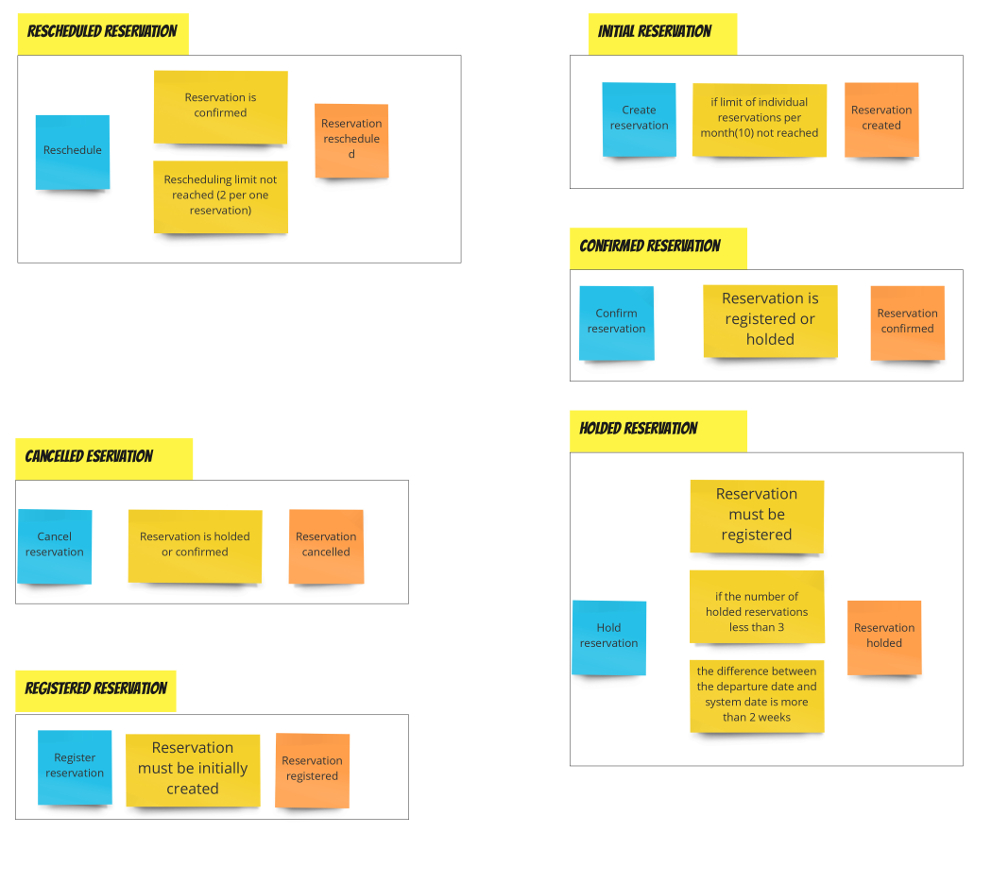 RESCHEDULED RESERVATION
Reschedule
Reservation is
confirmed
Rescheduling limit not
reached (2 per one
reservation)
Reservation
reschedule
d
INITIAL RESERVATION
Create
reservation
if limit of individual
reservations per
month(10) not reached
Reservation
created
CONFIRMED RESERVATION
Confirm
reservation
Reservation is
registered or
holded
Reservation
confirmed
CANCELLED ESERVATION
Cancel
reservation
Reservation is holded
or confirmed
Reservation
cancelled
HOLDED RESERVATION
Hold
reservation
Reservation
must be
registered
if the number of
holded reservations
less than 3
the difference between
the departure date and
system date is more
than 2 weeks
Reservation
holded
REGISTERED RESERVATION
Register
reservation
Reservation
must be initially
created
Reservation
registered